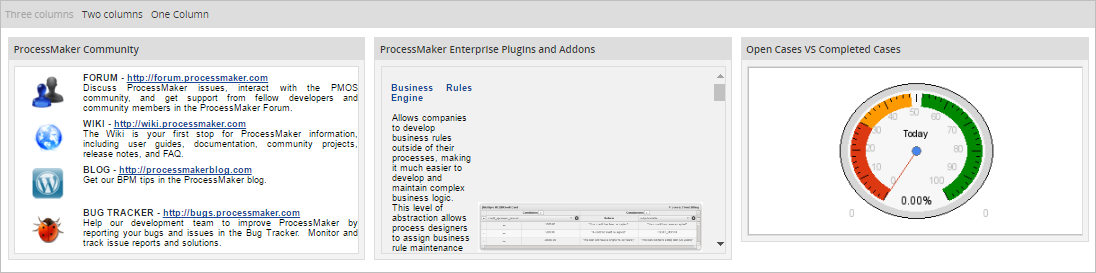 Three columns Two columns One Column
ProcessMaker Community
FORUM - http://forum.processmaker.com
Discuss ProcessMaker issues, interact with the PMOS
community, and get support from fellow developers and
community members in the ProcessMaker Forum.
WIKI - http://wiki.processmaker.com
The Wiki is your first stop for ProcessMaker information,
including user guides, documentation, community projects,
release notes, and FAQ.
BLOG - http://processmakerblog.com
Get our BPM tips in the ProcessMaker blog.
BUG TRACKER - http://bugs.processmaker.com
Help our development team to improve ProcessMaker by
reporting your bugs and issues in the Bug Tracker. Monitor and
track issue reports and solutions.
ProcessMaker Enterprise Plugins and Addons
Business Rules
Engine
Allows companies
to develop
business rules
outside of their
processes, making
it much easier to
develop and
maintain complex
business logic.
This level of
abstraction allows
process designers
to assign business
rule maintenance
Open Cases VS Completed Cases
0 10 20 30 40 50 60 70 80 90 100
Today
0.00%
0 0